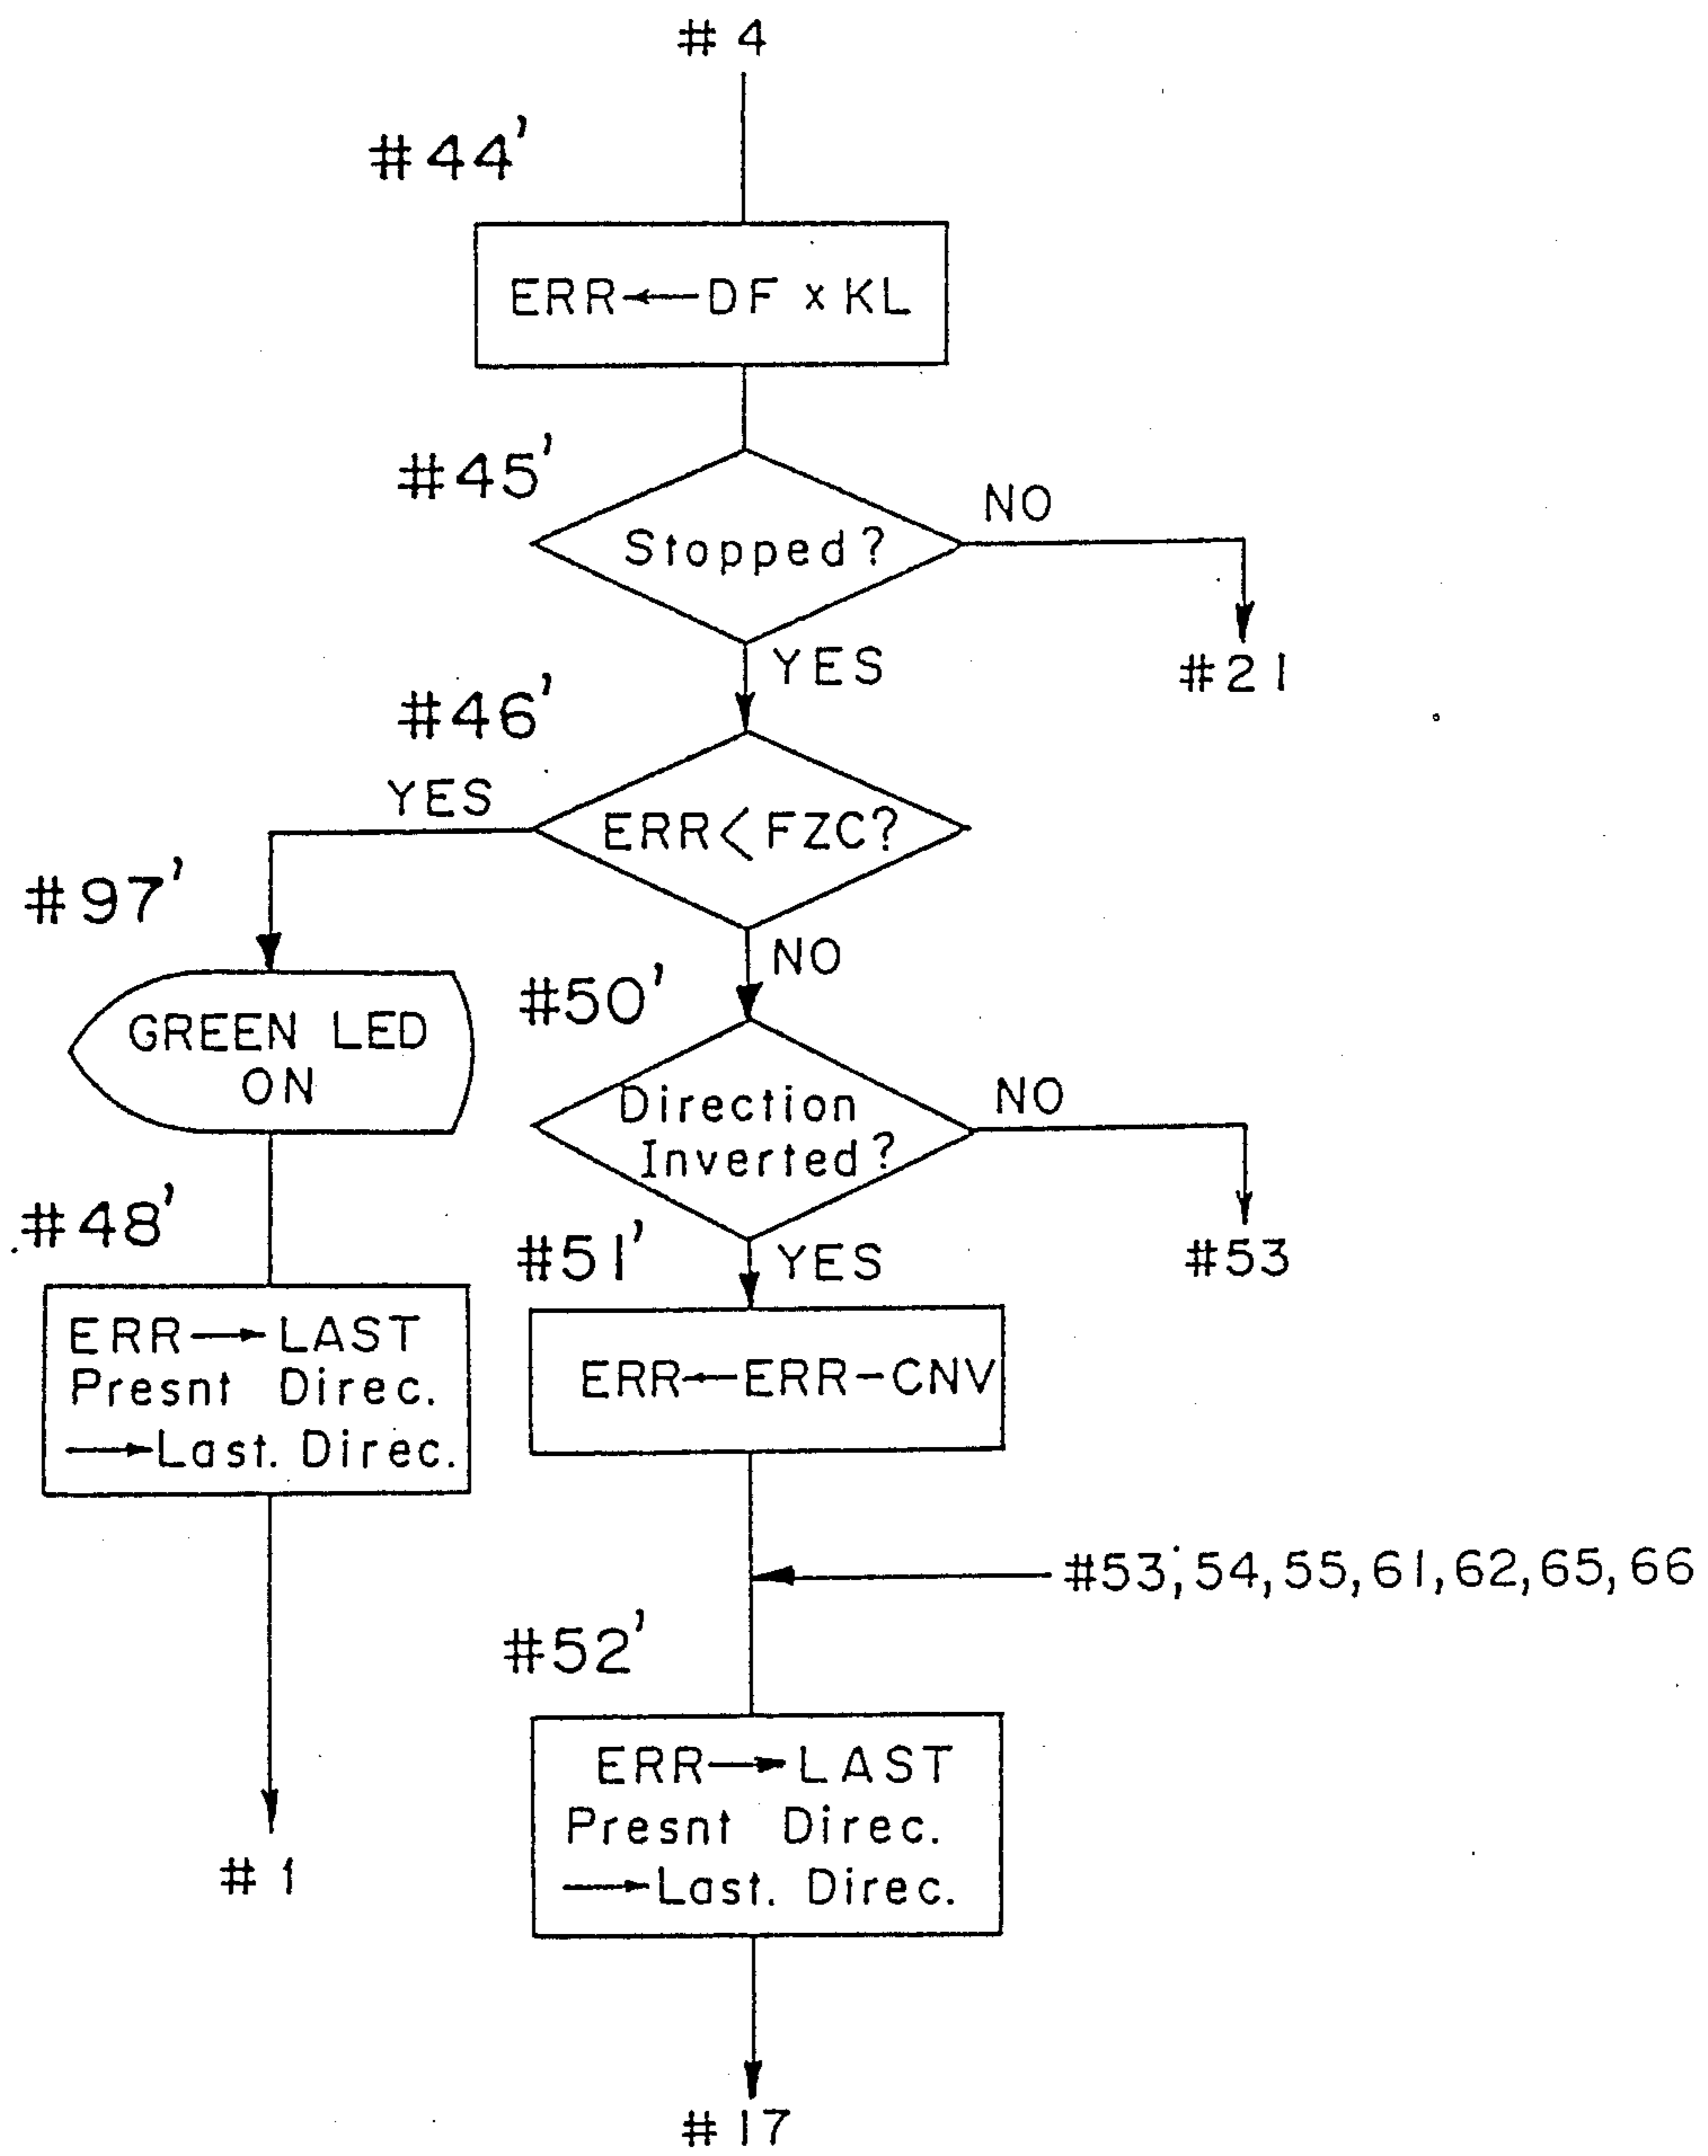 # 4
#44'
ERR←DF x KL
#45'
Stopped?
NO
#21
YES
#46'
ERR<FZC?
YES
#97'
GREEN LED
ON
NO
#50'
Direction
Inverted?
NO
#53
#48'
ERR→LAST
Presnt Direc.
→Last. Direc.
# 1
YES
#51'
ERR←ERR-CNV
#53,54,55,61,62,65,66
#52'
ERR→LAST
Presnt Direc.
→Last. Direc.
# 17